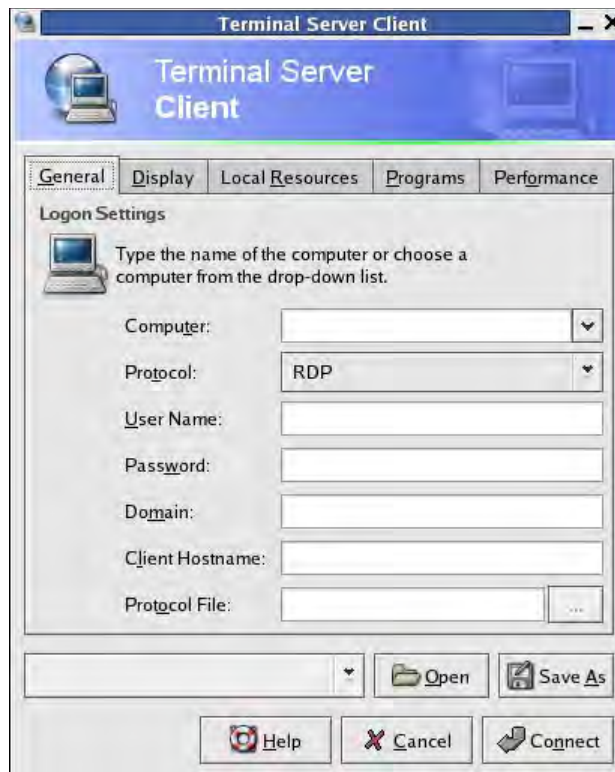 Terminal Server Client
Terminal Server
Client
General Display Local Resources Programs Performance
Logon Settings
Type the name of the computer or choose a
computer from the drop-down list.
Computer:
Protocol: RDP
User Name:
Password:
Domain:
Client Hostname:
Protocol File: ...
Open Save As
Help Cancel Connect